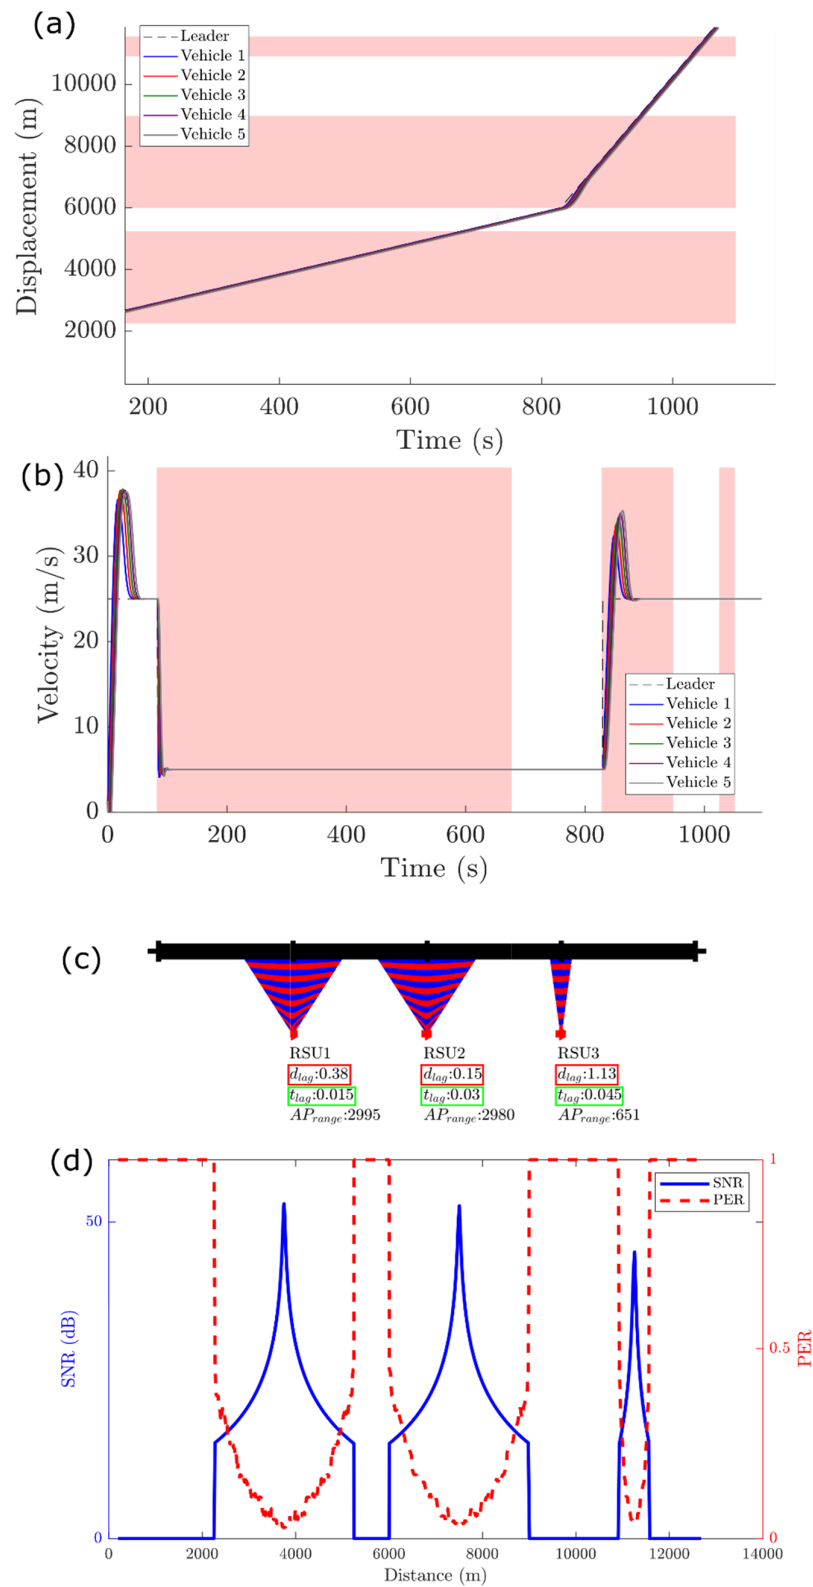 (a)
Leader
Vehicle 1
Vehicle 2
Vehicle 3
Vehicle 4
Vehicle 5
10000
8000
6000
4000
2000
Displacement (m)
200 400 600 800 1000
Time (s)
(b)
40
30
20
10
0
Velocity (m/s)
Leader
Vehicle 1
Vehicle 2
Vehicle 3
Vehicle 4
Vehicle 5
0 200 400 600 800 1000
Time (s)
(c)
RSU1 RSU2 RSU3
d_lag:0.38 d_lag:0.15 d_lag:1.13
t_lag:0.015 t_lag:0.03 t_lag:0.045
AP_range:2995 AP_range:2980 AP_range:651
(d)
SNR
PER
50
0
SNR (dB)
1
0.5
0
PER
0 2000 4000 6000 8000 10000 12000 14000
Distance (m)